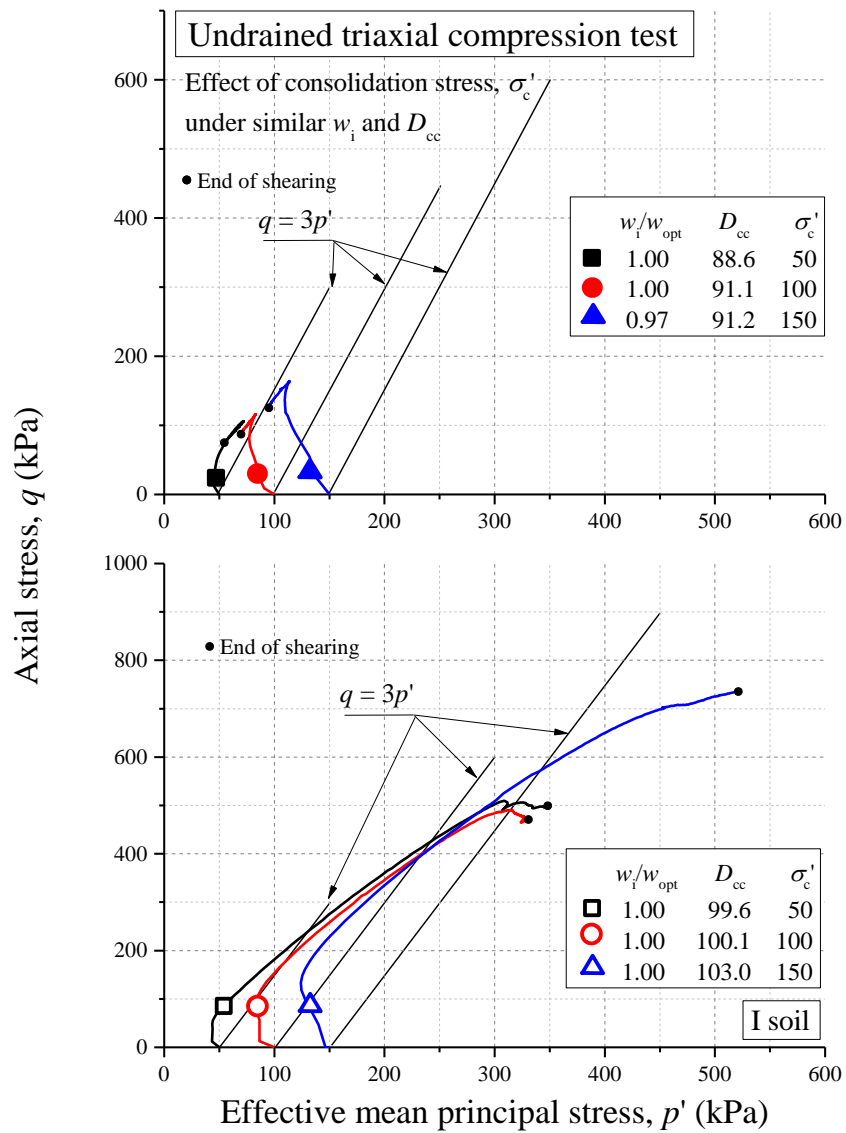 Undrained triaxial compression test
Effect of consolidation stress, σc'
under similar wi and Dcc
End of shearing
q = 3p'
wi/wopt Dcc σc'
1.00 88.6 50
1.00 91.1 100
0.97 91.2 150
600
400
200
0
0 100 200 300 400 500 600
Axial stress, q (kPa)
1000
800
600
400
200
0
End of shearing
q = 3p'
wi/wopt Dcc σc'
1.00 99.6 50
1.00 100.1 100
1.00 103.0 150
I soil
0 100 200 300 400 500 600
Effective mean principal stress, p' (kPa)